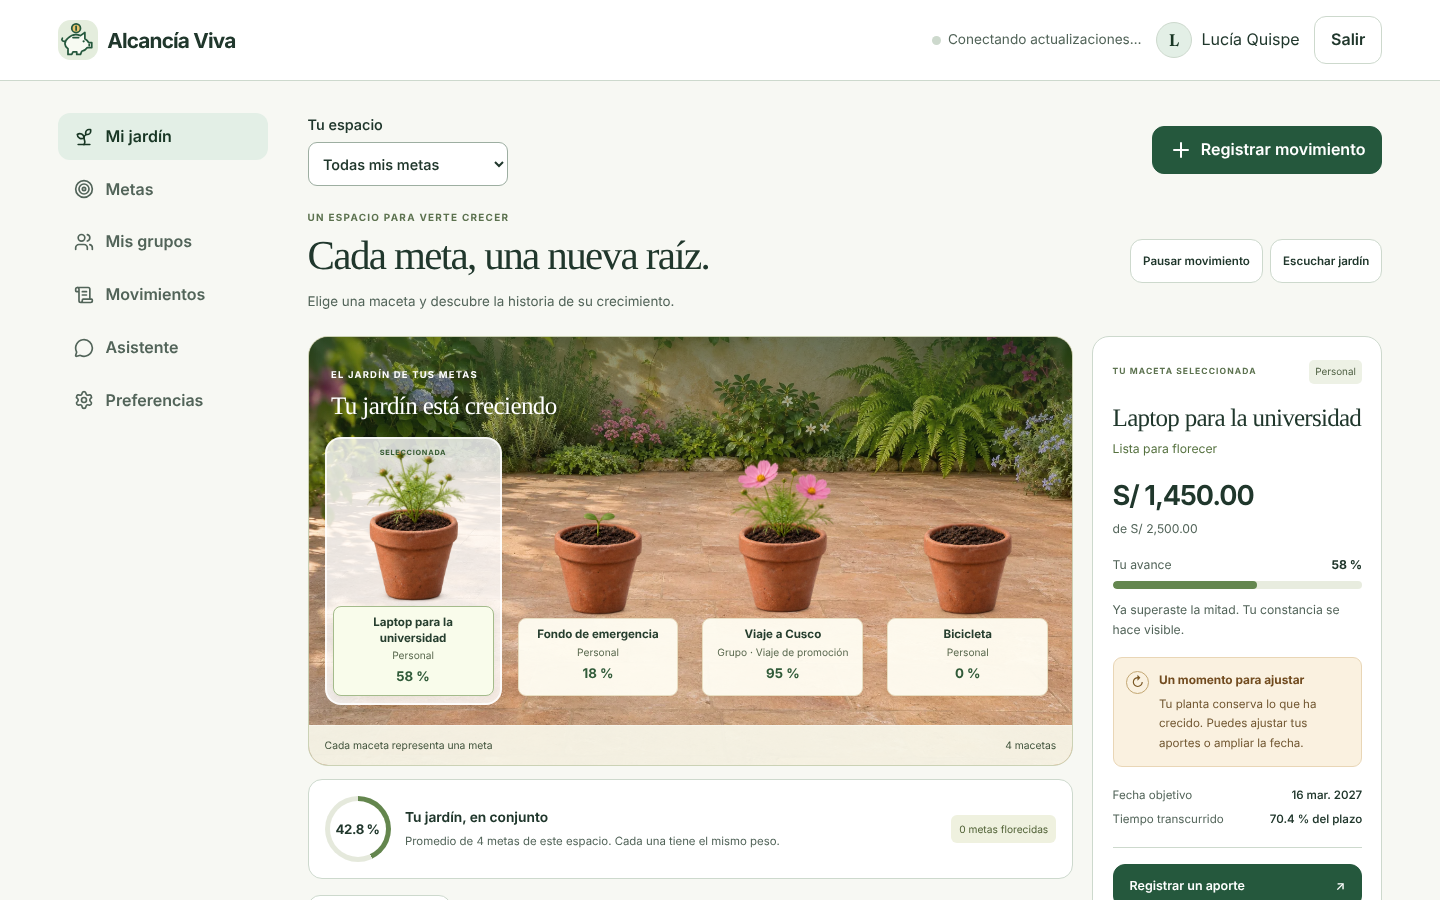 Alcancía Viva
Conectando actualizaciones...
L
Lucía Quispe
Salir
Mi jardín
Metas
Mis grupos
Movimientos
Asistente
Preferencias
Tu espacio
Todas mis metas
Registrar movimiento
UN ESPACIO PARA VERTE CRECER
Cada meta, una nueva raíz.
Elige una maceta y descubre la historia de su crecimiento.
Pausar movimiento
Escuchar jardín
EL JARDÍN DE TUS METAS
Tu jardín está creciendo
SELECCIONADA
Laptop para la
universidad
Personal
58 %
Fondo de emergencia
Personal
18 %
Viaje a Cusco
Grupo · Viaje de promoción
95 %
Bicicleta
Personal
0 %
Cada maceta representa una meta
4 macetas
42.8 %
Tu jardín, en conjunto
Promedio de 4 metas de este espacio. Cada una tiene el mismo peso.
0 metas florecidas
TU MACETA SELECCIONADA
Personal
Laptop para la universidad
Lista para florecer
S/ 1,450.00
de S/ 2,500.00
Tu avance
58 %
Ya superaste la mitad. Tu constancia se
hace visible.
Un momento para ajustar
Tu planta conserva lo que ha
crecido. Puedes ajustar tus
aportes o ampliar la fecha.
Fecha objetivo
16 mar. 2027
Tiempo transcurrido
70.4 % del plazo
Registrar un aporte